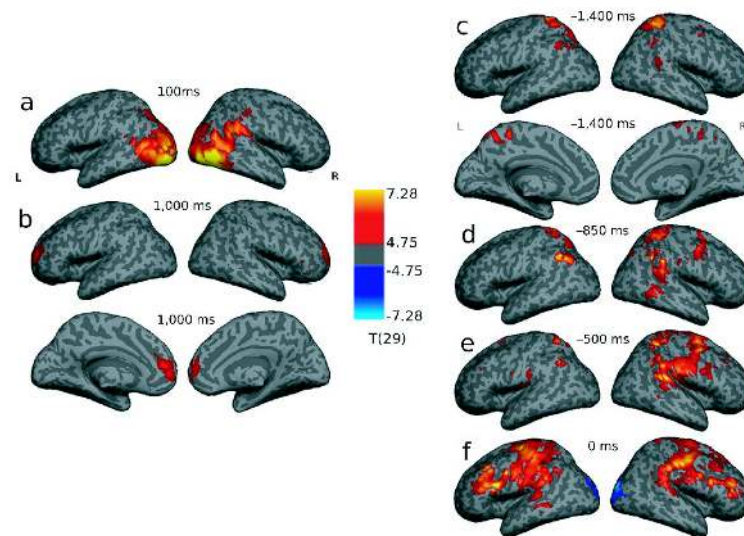 a
100ms
L
R
b
1,000 ms
1,000 ms
7.28
4.75
-4.75
-7.28
T(29)
c
–1,400 ms
L
–1,400 ms
R
d
–850 ms
e
–500 ms
f
0 ms